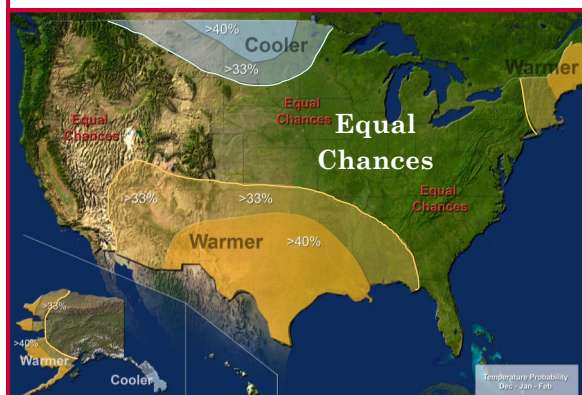 >40%
Cooler
>33%
Warmer
Equal
Chances
Equal
Chances
Equal
Chances
Equal
Chances
>33%
>33%
Warmer
>40%
>33%
>40%
Warmer
Cooler
Temperature Probability
Dec - Jan - Feb